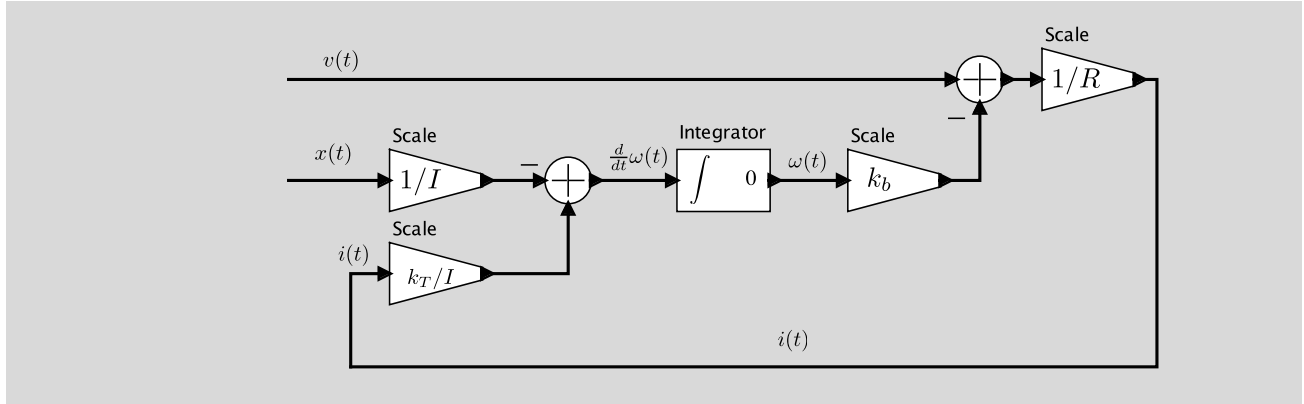 Scale
v(t)
1/R
−
Scale
Integrator
Scale
x(t)
1/I
−
d/dt ω(t)
∫ 0
ω(t)
k_b
Scale
i(t)
k_T/I
i(t)